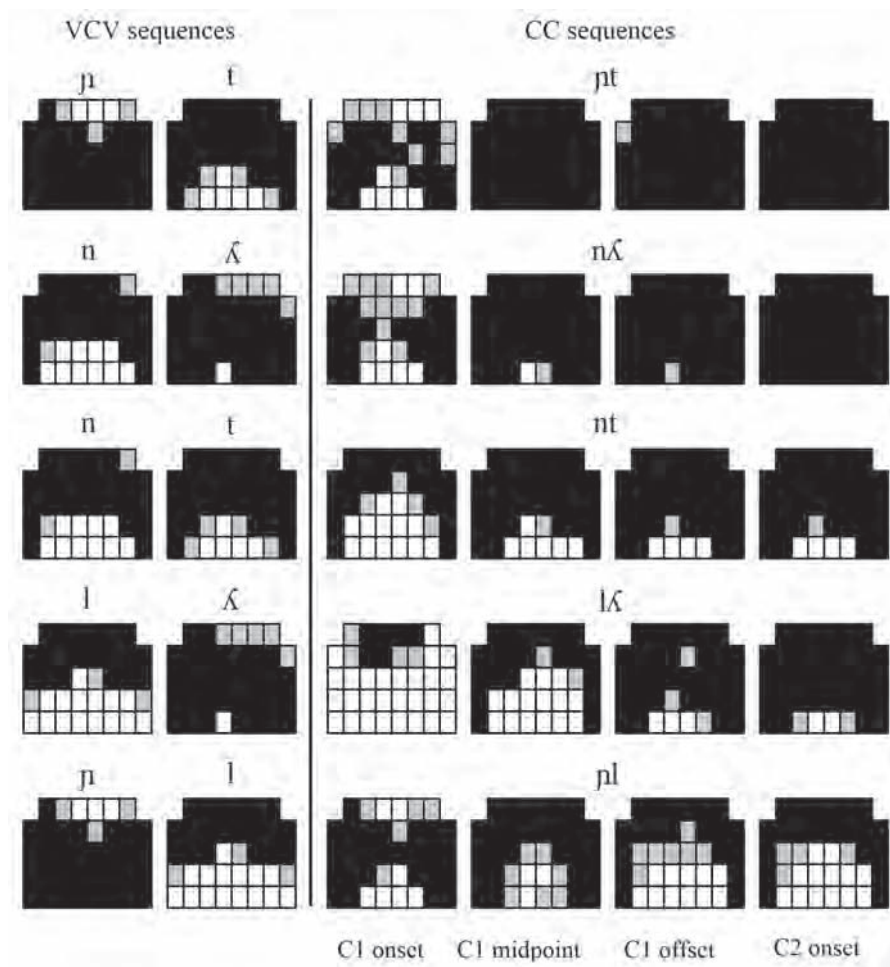 VCV sequences CC sequences
ɲ t ɲt
n ʎ nʎ
n t nt
l ʎ lʎ
ɲ l ɲl
C1 onset C1 midpoint C1 offset C2 onset